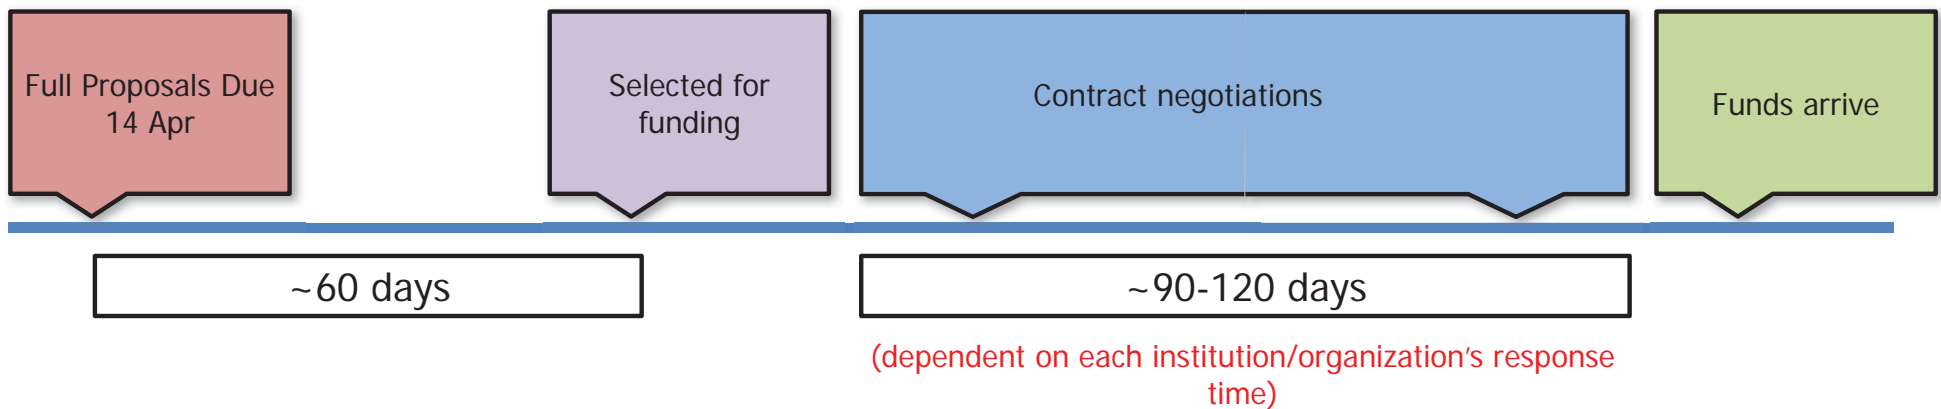 Full Proposals Due
14 Apr
Selected for
funding
Contract negotiations
Funds arrive
~60 days
~90-120 days
(dependent on each institution/organization's response
time)